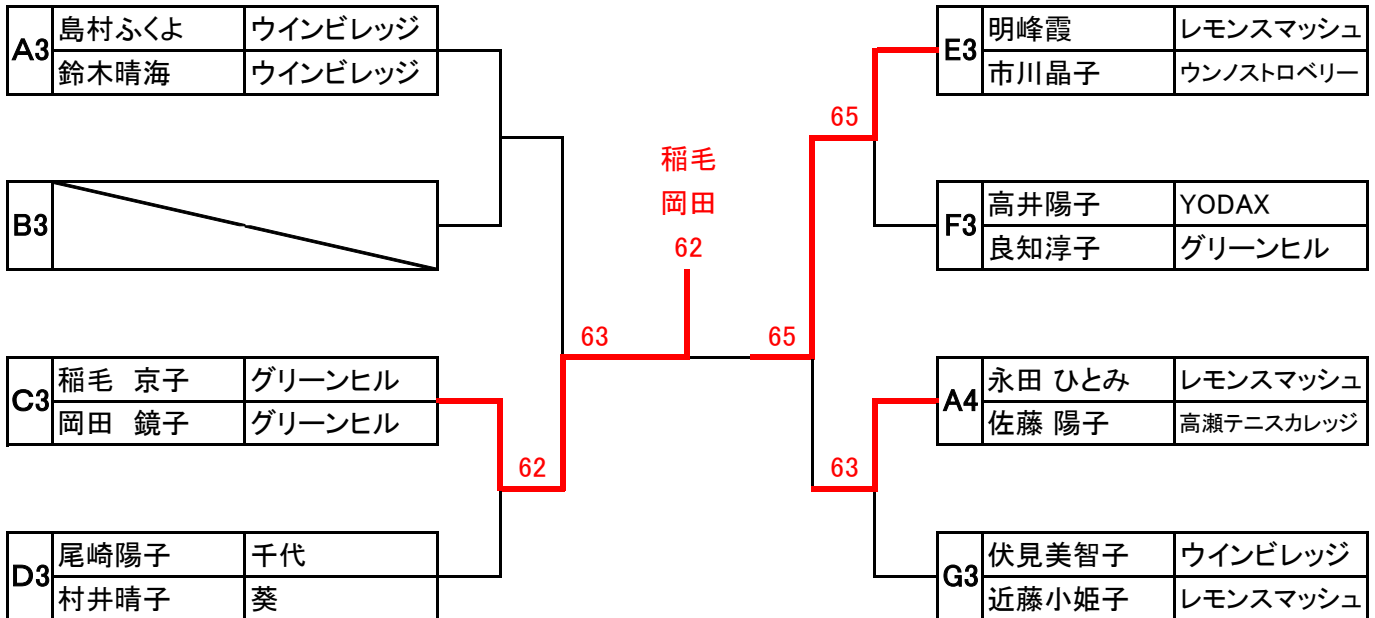 A3
島村ふくよ ウインビレッジ
鈴木晴海 ウインビレッジ
B3
C3
稲毛 京子 グリーンヒル
岡田 鏡子 グリーンヒル
D3
尾崎陽子 千代
村井晴子 葵
62
63
稲毛
岡田
62
65
65
63
E3
明峰霞 レモンスマッシュ
市川晶子 ウンノストロベリー
F3
高井陽子 YODAX
良知淳子 グリーンヒル
A4
永田 ひとみ レモンスマッシュ
佐藤 陽子 高瀬テニスカレッジ
G3
伏見美智子 ウインビレッジ
近藤小姫子 レモンスマッシュ